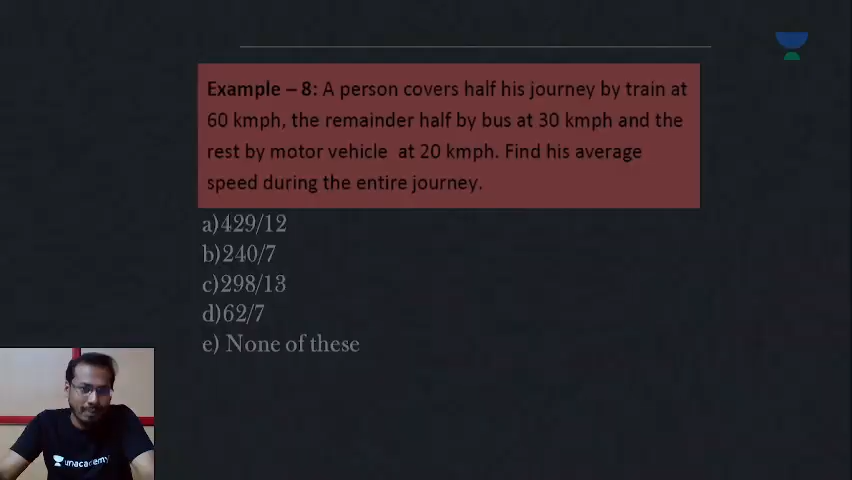 Example – 8: A person covers half his journey by train at
60 kmph, the remainder half by bus at 30 kmph and the
rest by motor vehicle at 20 kmph. Find his average
speed during the entire journey.
a)429/12
b)240/7
c)298/13
d)62/7
e) None of these
unacademy